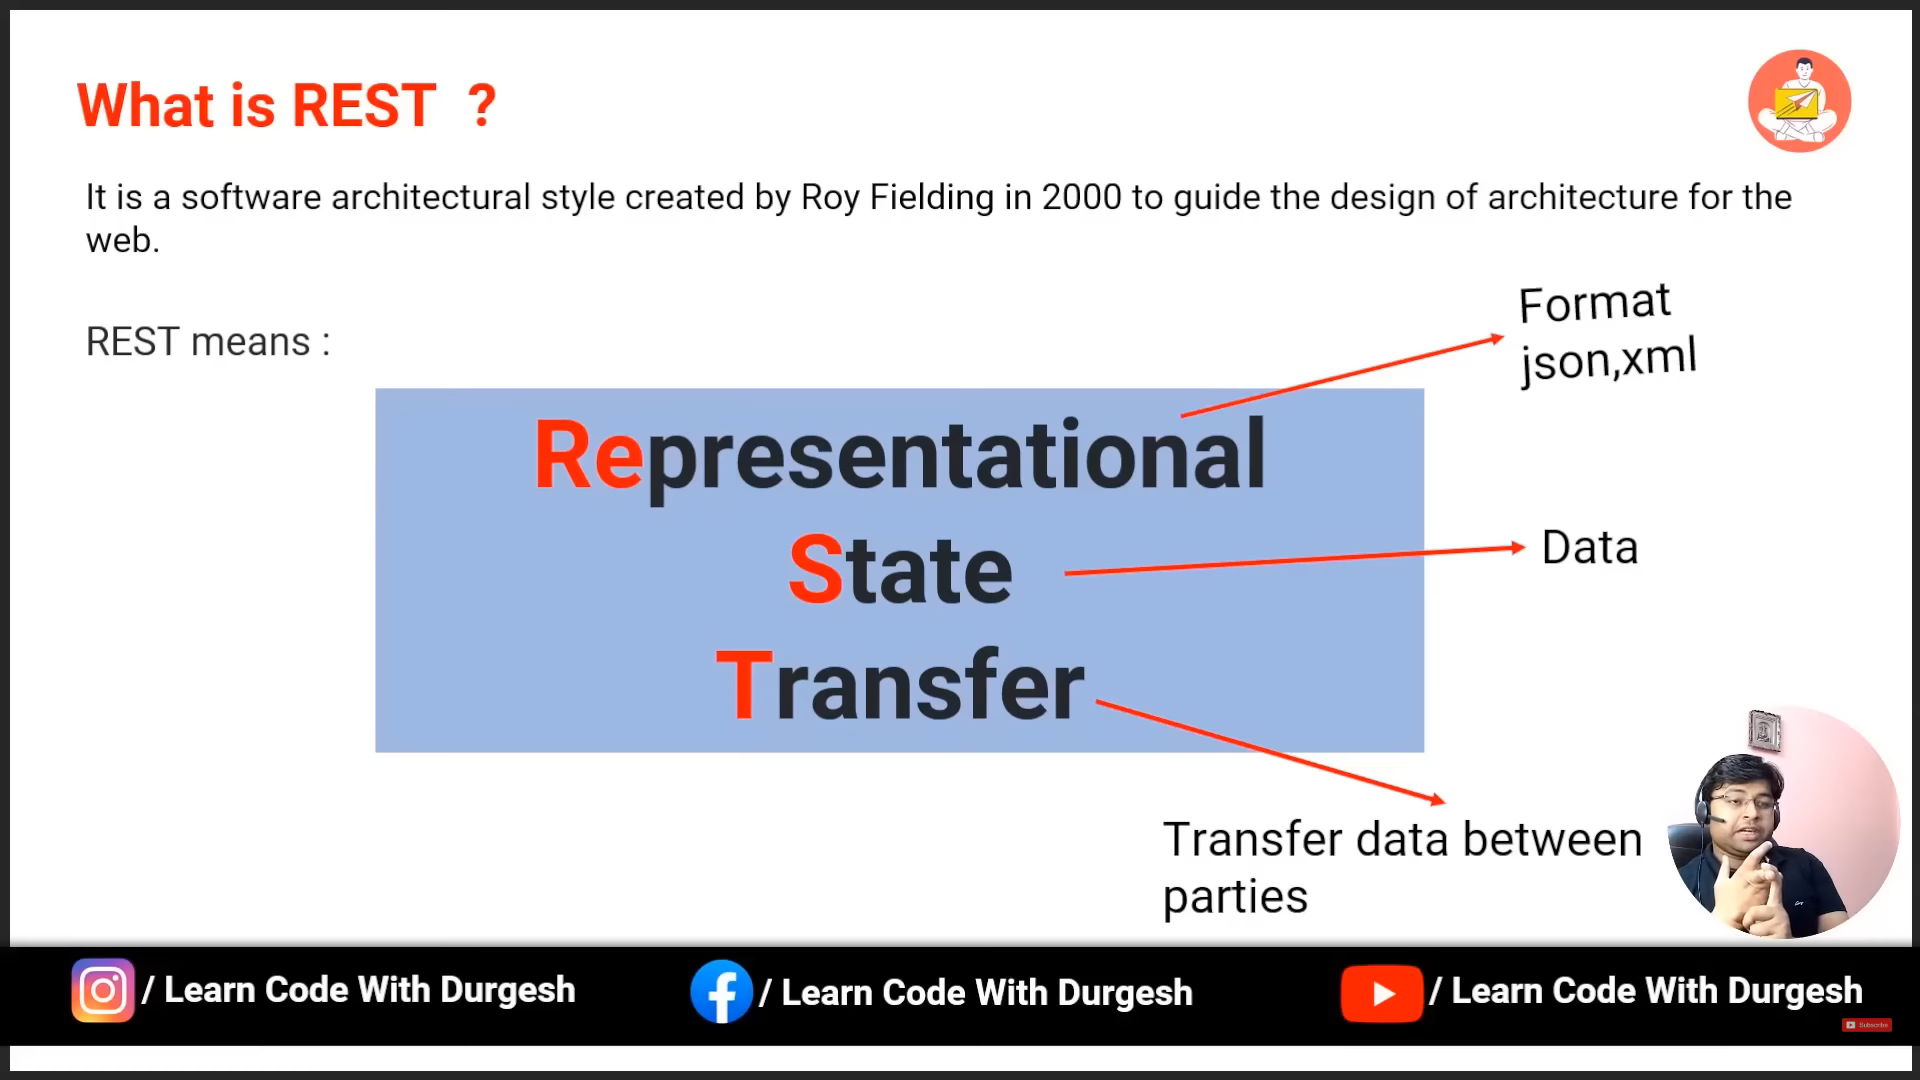 What is REST ?
It is a software architectural style created by Roy Fielding in 2000 to guide the design of architecture for the
web.
REST means :
Format
json,xml
Representational
State
Data
Transfer
Transfer data between
parties
/ Learn Code With Durgesh
/ Learn Code With Durgesh
/ Learn Code With Durgesh
Subscribe